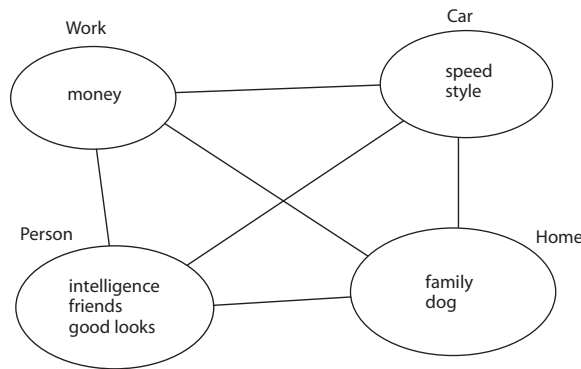 Work
money
Car
speed
style
Person
intelligence
friends
good looks
Home
family
dog